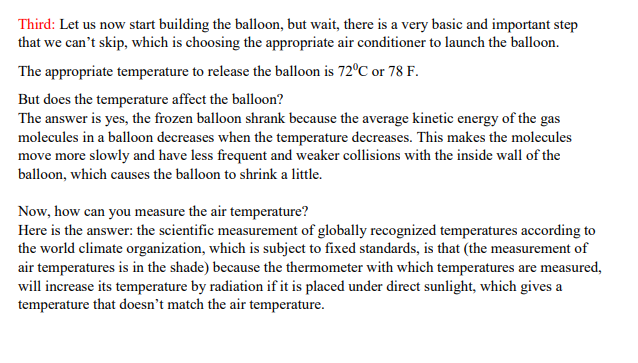 Third: Let us now start building the balloon, but wait, there is a very basic and important step
that we can’t skip, which is choosing the appropriate air conditioner to launch the balloon.
The appropriate temperature to release the balloon is 72⁰C or 78 F.
But does the temperature affect the balloon?
The answer is yes, the frozen balloon shrank because the average kinetic energy of the gas
molecules in a balloon decreases when the temperature decreases. This makes the molecules
move more slowly and have less frequent and weaker collisions with the inside wall of the
balloon, which causes the balloon to shrink a little.
Now, how can you measure the air temperature?
Here is the answer: the scientific measurement of globally recognized temperatures according to
the world climate organization, which is subject to fixed standards, is that (the measurement of
air temperatures is in the shade) because the thermometer with which temperatures are measured,
will increase its temperature by radiation if it is placed under direct sunlight, which gives a
temperature that doesn’t match the air temperature.